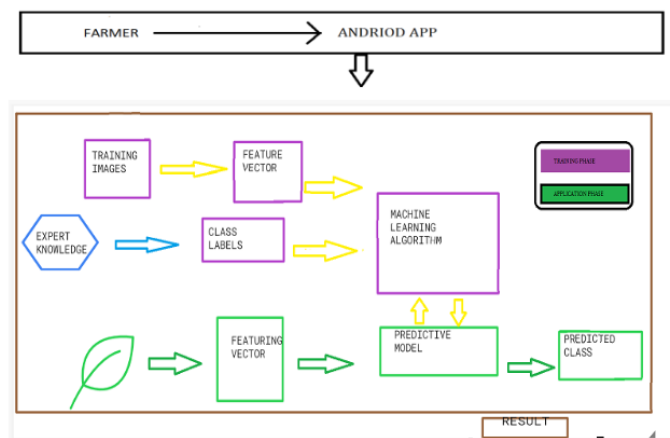 FARMER
ANDRIOD APP
TRAINING
IMAGES
FEATURE
VECTOR
TRAINING PHASE
APPLICATION PHASE
EXPERT
KNOWLEDGE
CLASS
LABELS
MACHINE
LEARNING
ALGORITHM
FEATURING
VECTOR
PREDICTIVE
MODEL
PREDICTED
CLASS
RESULT